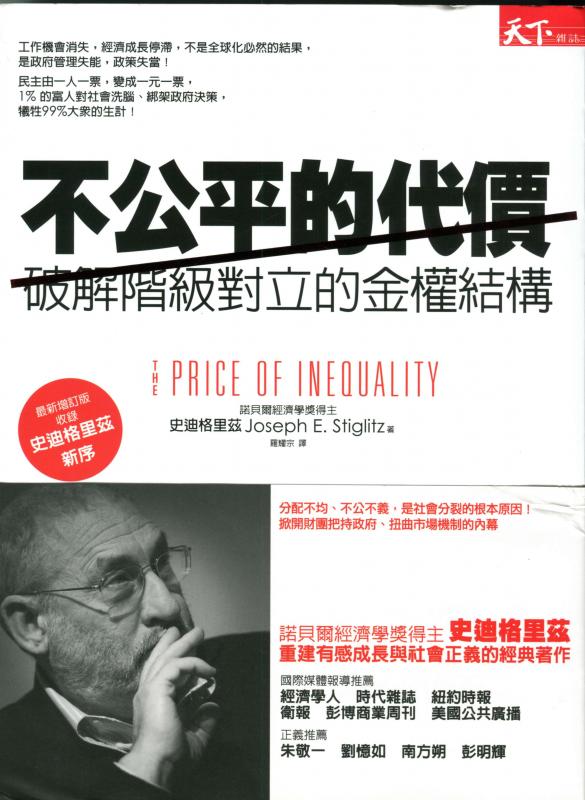 天下雜誌
工作機會消失，經濟成長停滯，不是全球化必然的結果，
是政府管理失能，政策失當！
民主由一人一票，變成一元一票，
1% 的富人對社會洗腦、綁架政府決策，
犧牲99%大眾的生計！
不公平的代價
破解階級對立的金權結構
THE PRICE OF INEQUALITY
諾貝爾經濟學獎得主
史迪格里茲 Joseph E. Stiglitz 著
羅耀宗 譯
最新增訂版
收錄
史迪格里茲
新序
分配不均、不公不義，是社會分裂的根本原因！
掀開財團把持政府、扭曲市場機制的內幕
諾貝爾經濟學獎得主 史迪格里茲
重建有感成長與社會正義的經典著作
國際媒體報導推薦
經濟學人 時代雜誌 紐約時報
衛報 彭博商業周刊 美國公共廣播
正義推薦
朱敬一 劉憶如 南方朔 彭明輝